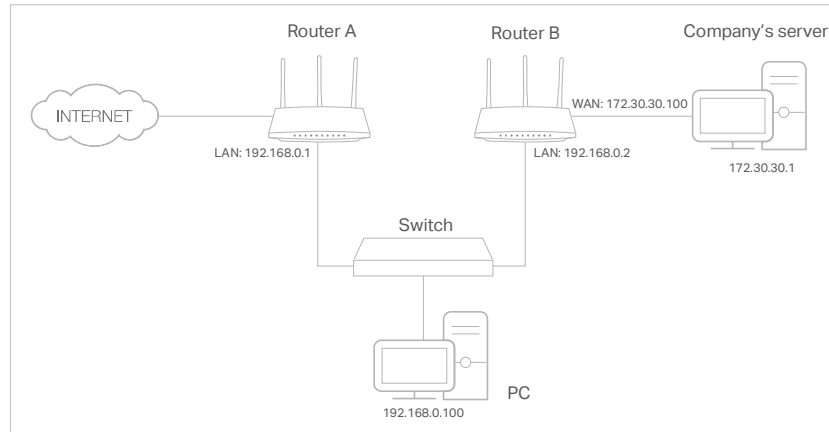 Router A
Router B
Company's server
INTERNET
WAN: 172.30.30.100
LAN: 192.168.0.1
LAN: 192.168.0.2
172.30.30.1
Switch
PC
192.168.0.100